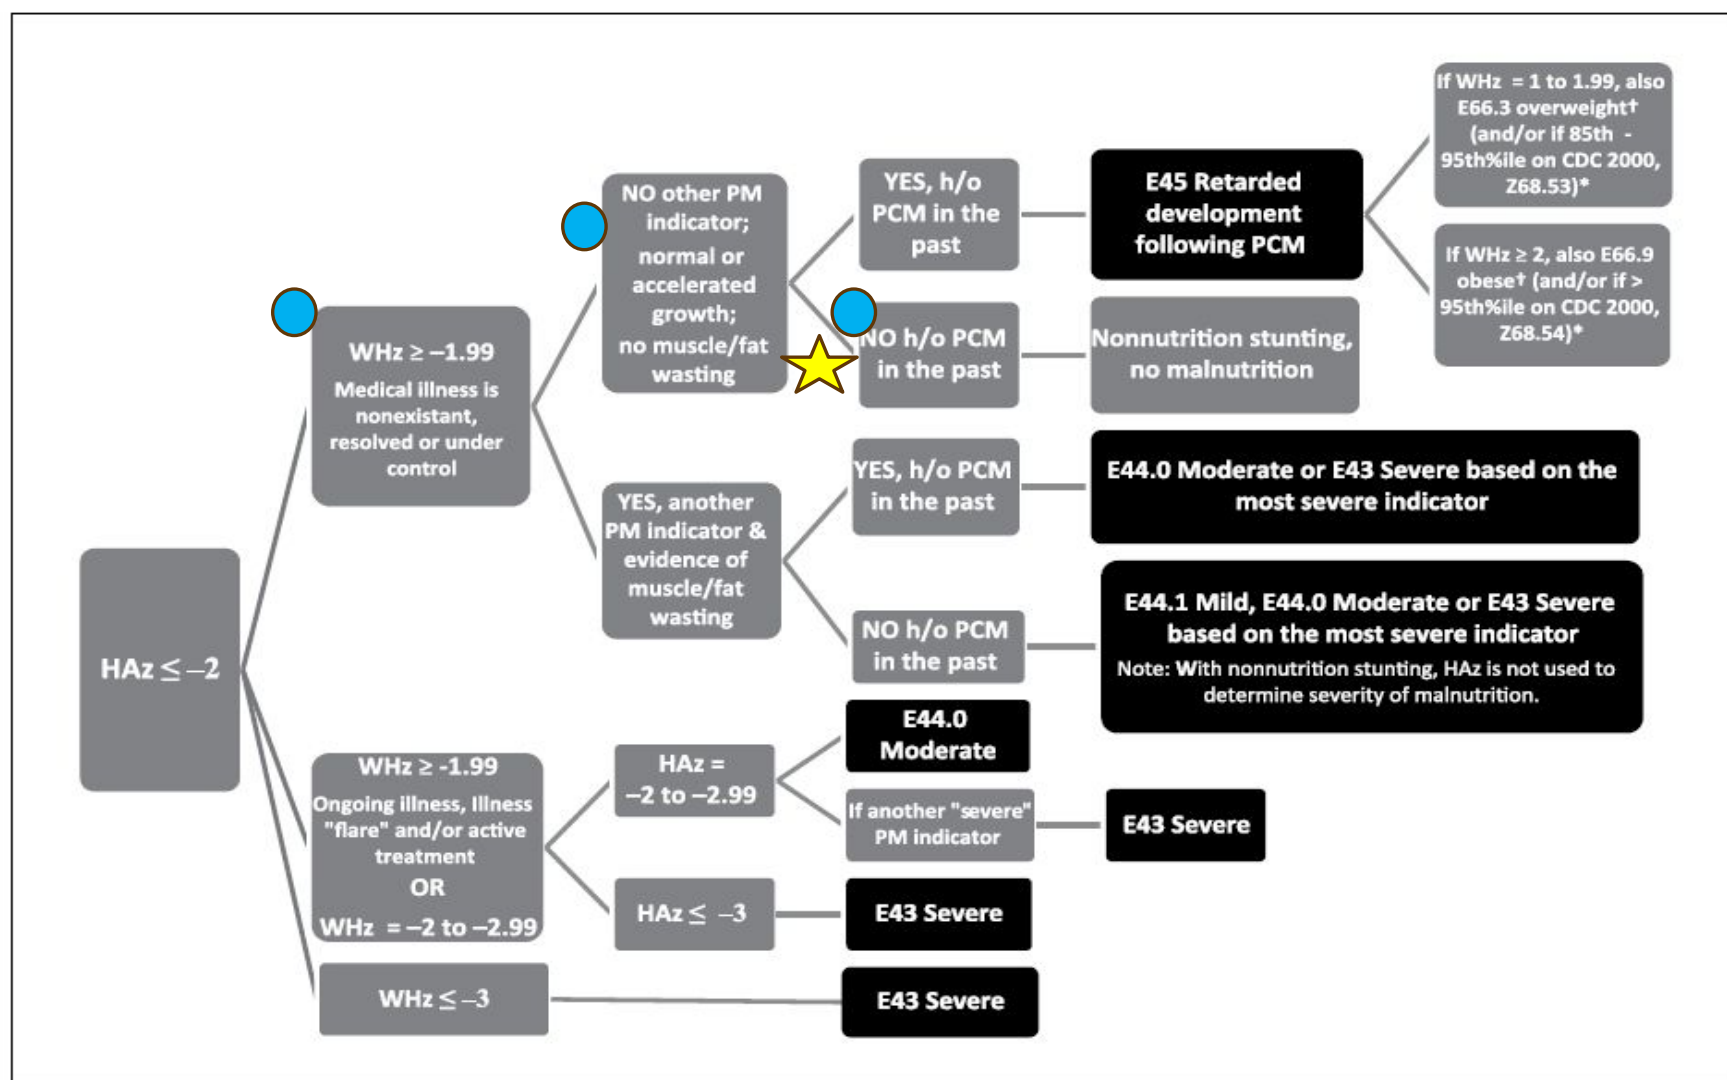 HAz ≤ –2
WHz ≥ –1.99
Medical illness is
nonexistant,
resolved or under
control
NO other PM
indicator;
normal or
accelerated
growth;
no muscle/fat
wasting
YES, h/o
PCM in the
past
E45 Retarded
development
following PCM
If WHz = 1 to 1.99, also
E66.3 overweight†
(and/or if 85th -
95th%ile on CDC 2000,
Z68.53)*
If WHz ≥ 2, also E66.9
obese† (and/or if >
95th%ile on CDC 2000,
Z68.54)*
NO h/o PCM
in the past
Nonnutrition stunting,
no malnutrition
YES, another
PM indicator &
evidence of
muscle/fat
wasting
YES, h/o PCM
in the past
E44.0 Moderate or E43 Severe based on the
most severe indicator
NO h/o PCM
in the past
E44.1 Mild, E44.0 Moderate or E43 Severe
based on the most severe indicator
Note: With nonnutrition stunting, HAz is not used to
determine severity of malnutrition.
WHz ≥ -1.99
Ongoing illness, Illness
"flare" and/or active
treatment
OR
WHz = –2 to –2.99
HAz =
–2 to –2.99
E44.0
Moderate
If another "severe"
PM indicator
E43 Severe
HAz ≤ –3
E43 Severe
WHz ≤ –3
E43 Severe